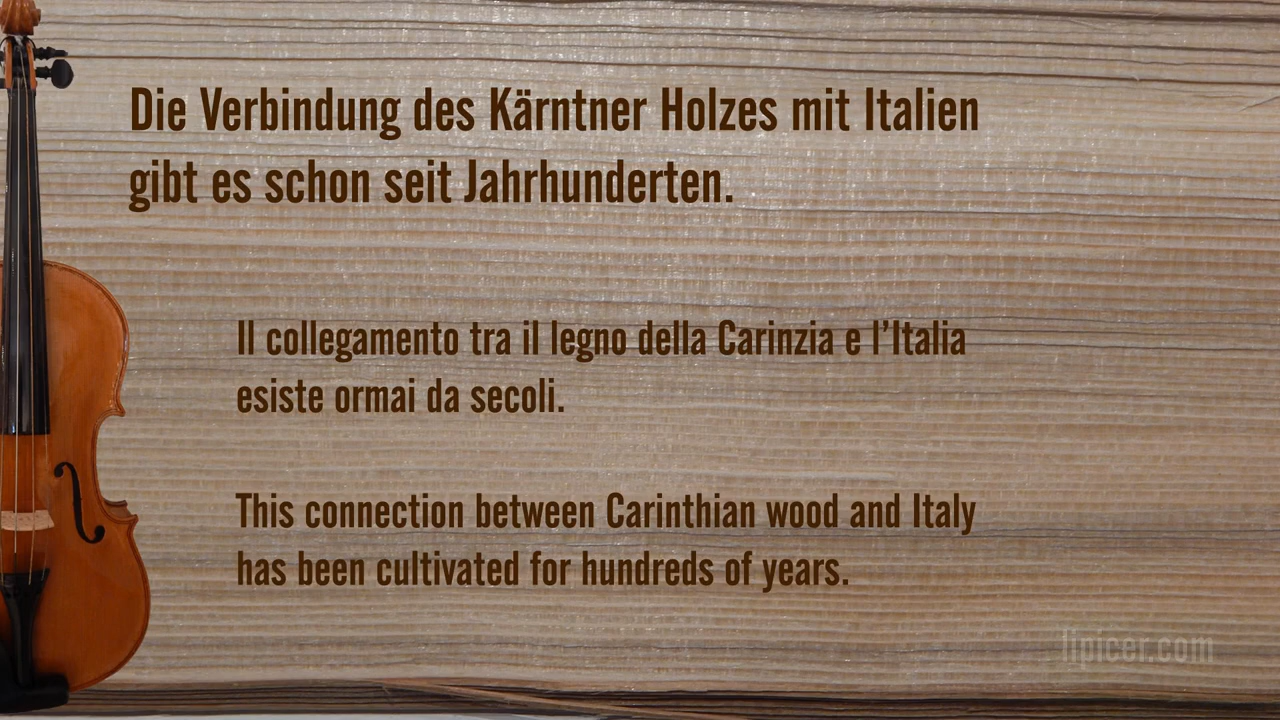 Die Verbindung des Kärntner Holzes mit Italien
gibt es schon seit Jahrhunderten.
Il collegamento tra il legno della Carinzia e l’Italia
esiste ormai da secoli.
This connection between Carinthian wood and Italy
has been cultivated for hundreds of years.
lipicer.com